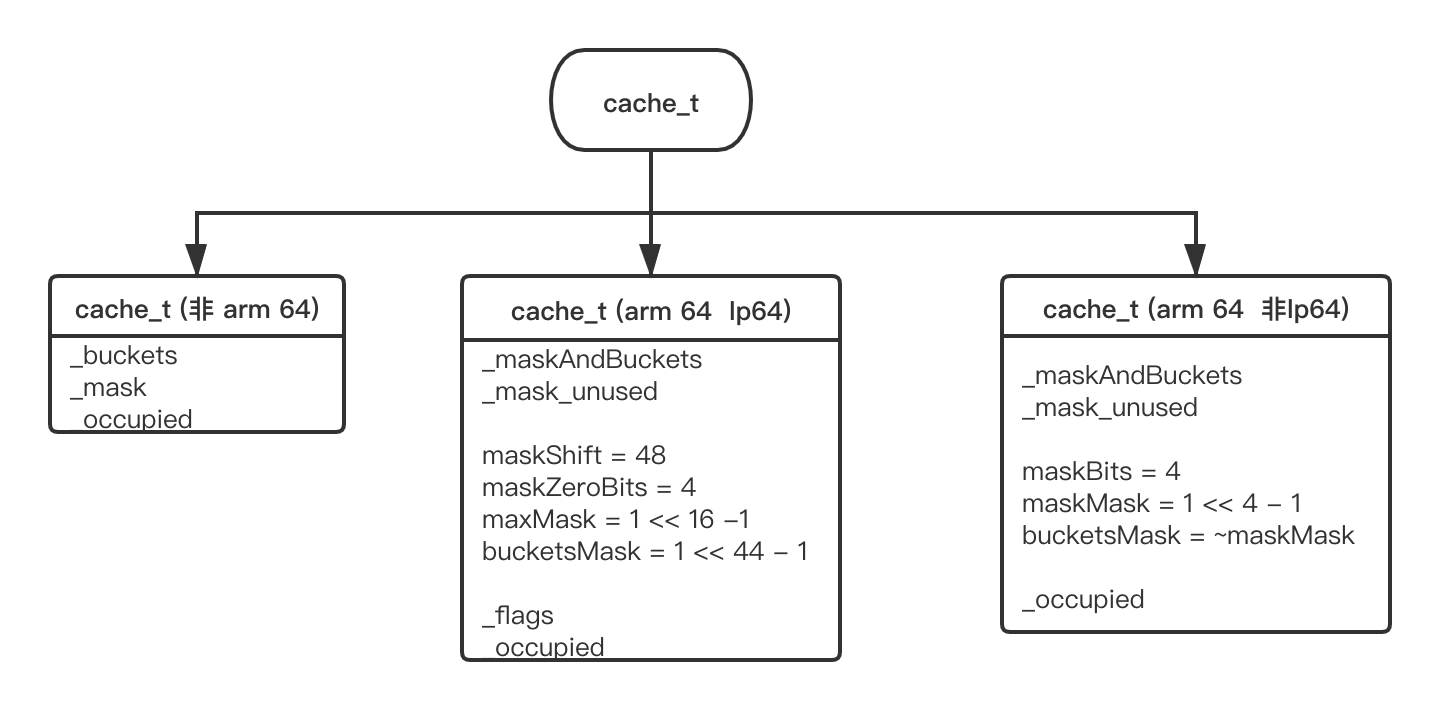 cache_t
cache_t (非 arm 64)
_buckets
_mask
_occupied
cache_t (arm 64  lp64)
_maskAndBuckets
_mask_unused
maskShift = 48
maskZeroBits = 4
maxMask = 1 << 16 –1
bucketsMask = 1 << 44 – 1
_flags
_occupied
cache_t (arm 64  非lp64)
_maskAndBuckets
_mask_unused
maskBits = 4
maskMask = 1 << 4 – 1
bucketsMask = ~maskMask
_occupied